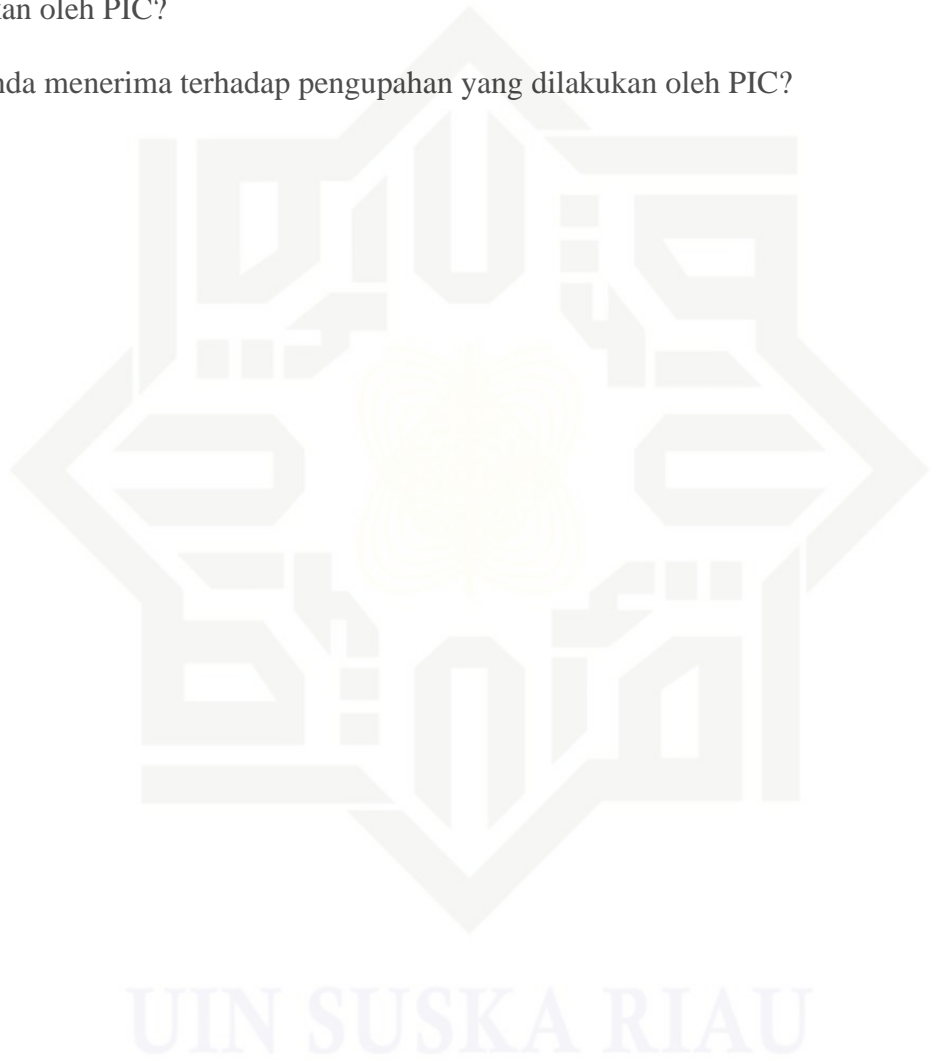 kan oleh PIC?
nda menerima terhadap pengupahan yang dilakukan oleh PIC?
UIN SUSKA RIAU